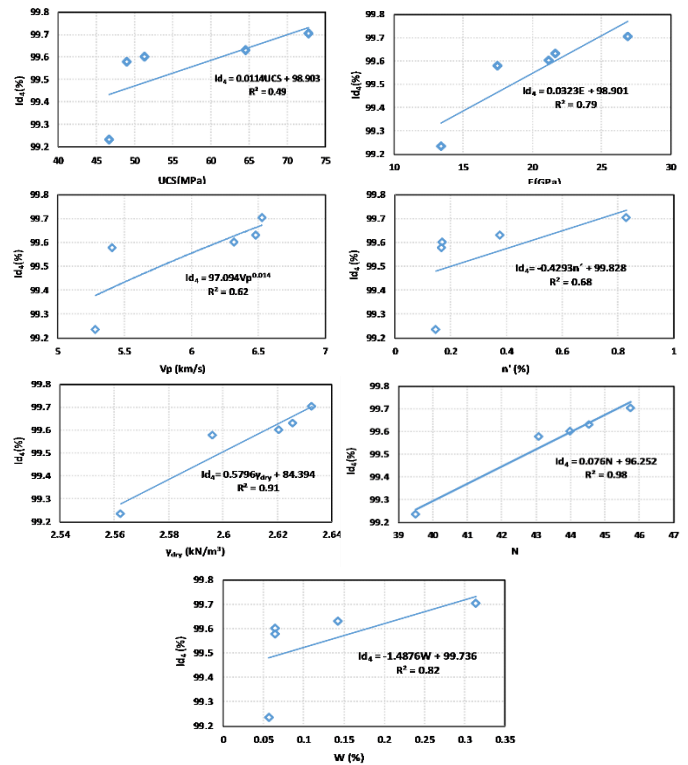 99.8
99.7
99.6
99.5
99.4
99.3
99.2
Id4(%)
Id4 = 0.0114UCS + 98.903
R² = 0.49
40 45 50 55 60 65 70 75
UCS(MPa)
99.8
99.7
99.6
99.5
99.4
99.3
99.2
Id4(%)
Id4 = 0.0323E + 98.901
R² = 0.79
10 15 20 25 30
E(GPa)
99.8
99.7
99.6
99.5
99.4
99.3
99.2
Id4(%)
Id4 = 97.094Vp^0.014
R² = 0.62
5 5.5 6 6.5 7
Vp (km/s)
99.8
99.7
99.6
99.5
99.4
99.3
99.2
Id4(%)
Id4 = -0.4293n´ + 99.828
R² = 0.68
0 0.2 0.4 0.6 0.8 1
n' (%)
99.8
99.7
99.6
99.5
99.4
99.3
99.2
Id4(%)
Id4 = 0.5796γdry + 84.394
R² = 0.91
2.54 2.56 2.58 2.6 2.62 2.64
γdry (kN/m³)
99.8
99.7
99.6
99.5
99.4
99.3
99.2
Id4(%)
Id4 = 0.076N + 96.252
R² = 0.98
39 40 41 42 43 44 45 46 47
N
99.8
99.7
99.6
99.5
99.4
99.3
99.2
Id4 (%)
Id4 = -1.4876W + 99.736
R² = 0.82
0 0.05 0.1 0.15 0.2 0.25 0.3 0.35
W (%)